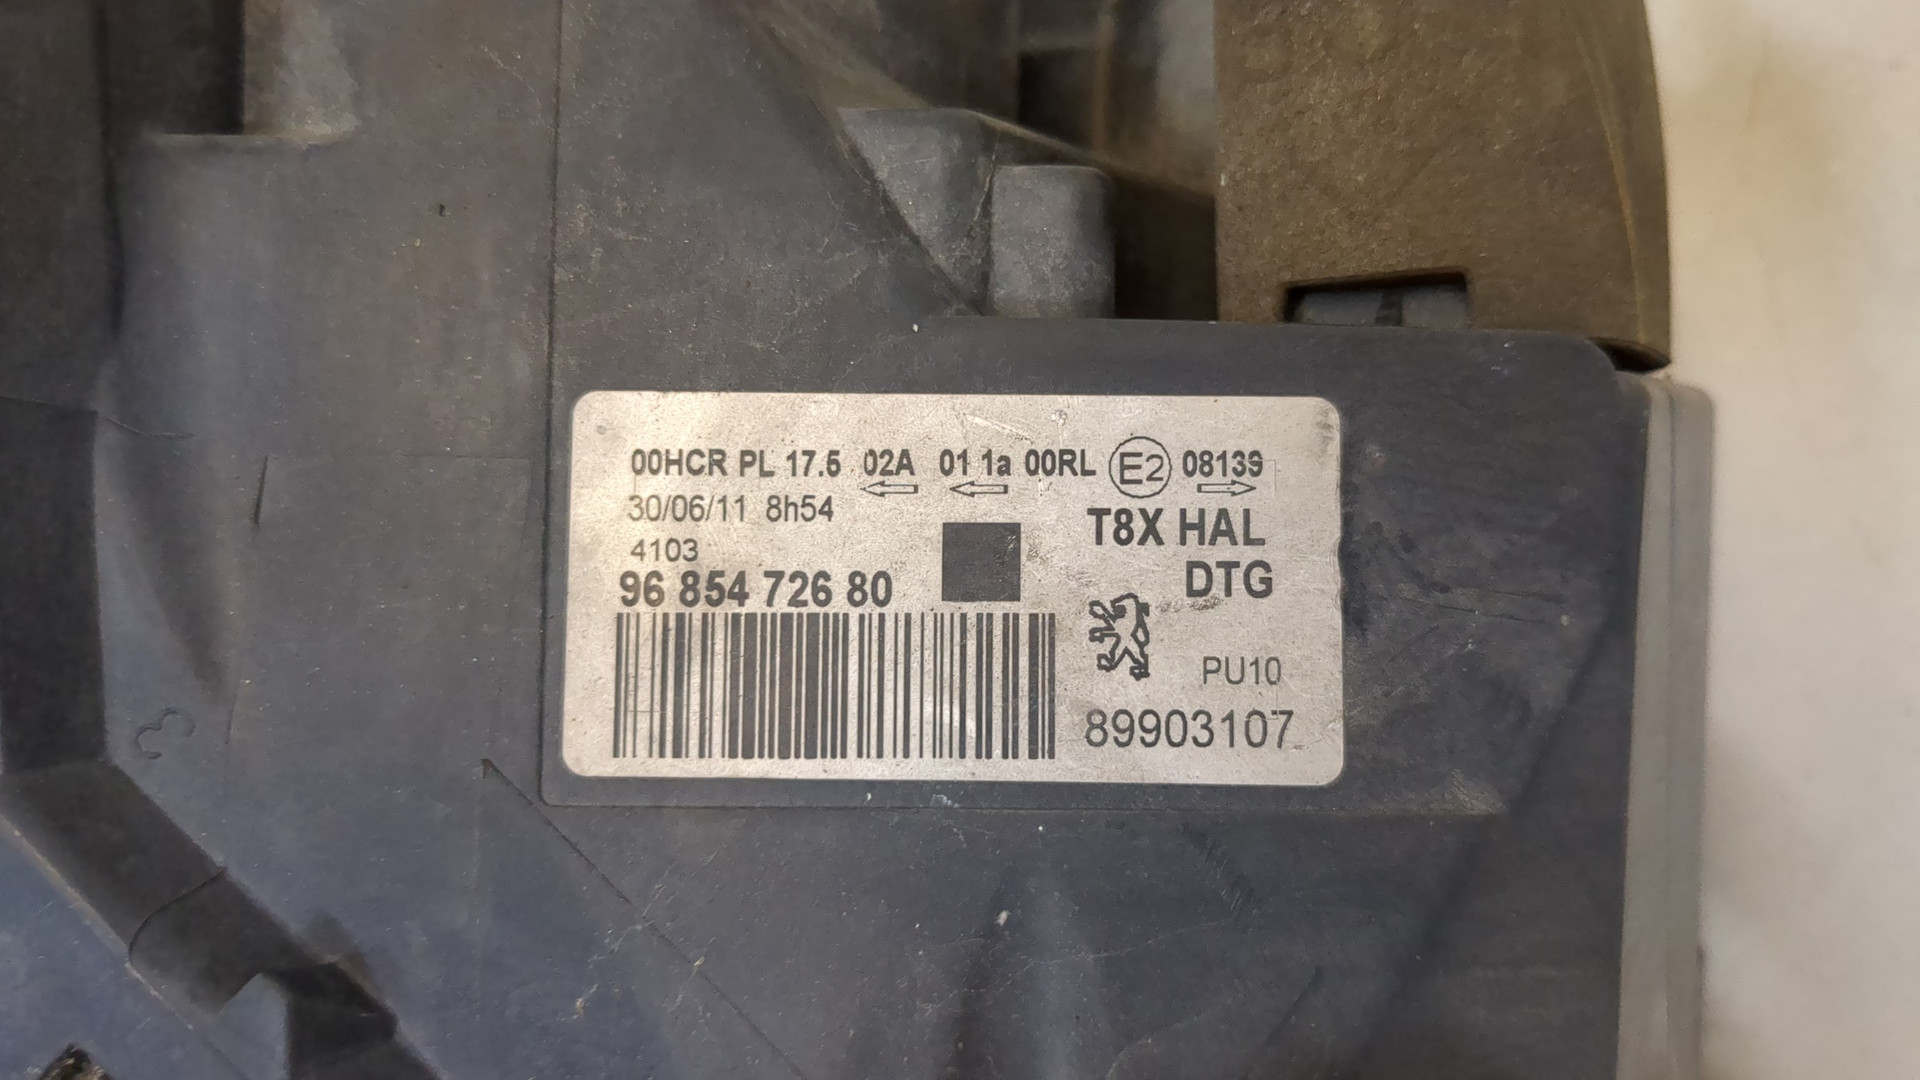 00HCR PL 17.5 02A 01 1a 00RL E2 08139
30/06/11 8h54
T8X HAL
4103
DTG
96 854 726 80
PU10
89903107